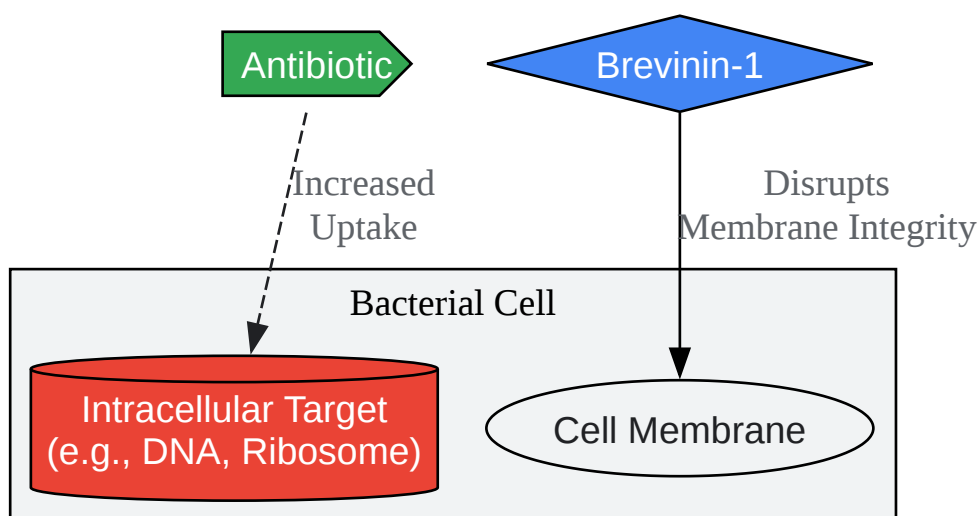 Antibiotic
Brevinin-1
Increased
Uptake
Disrupts
Membrane Integrity
Bacterial Cell
Intracellular Target
(e.g., DNA, Ribosome)
Cell Membrane